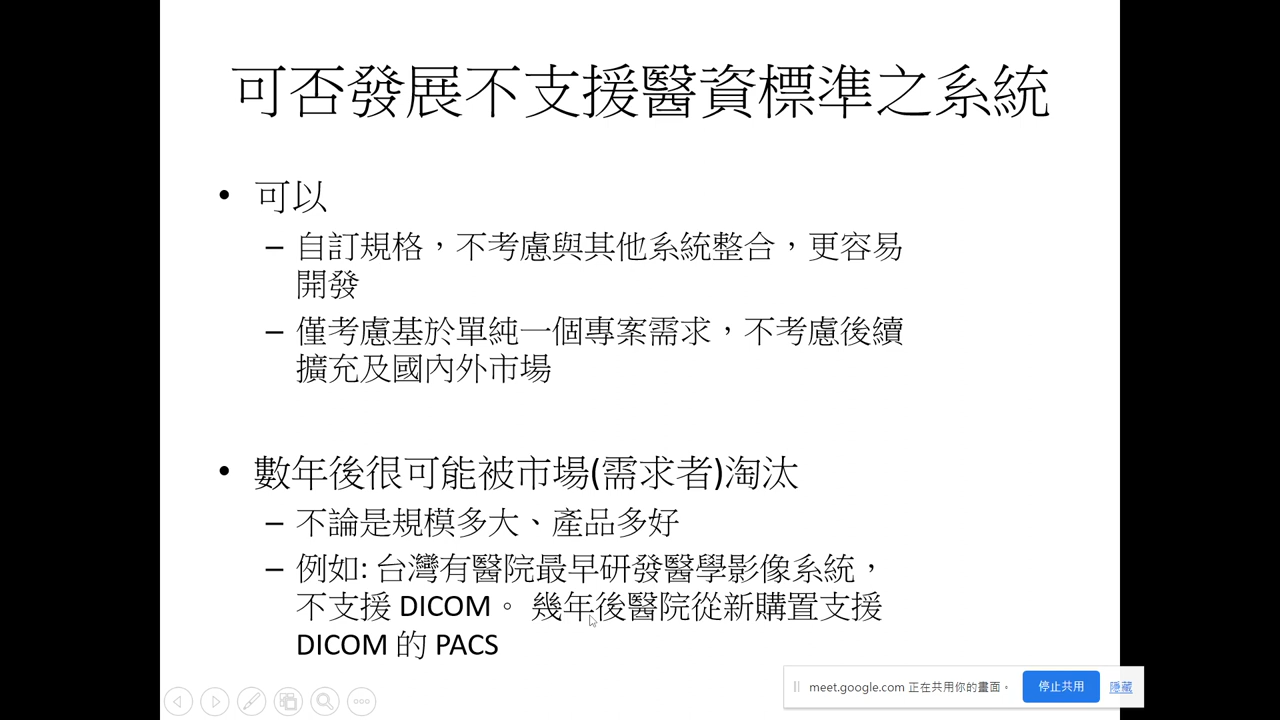 可否發展不支援醫資標準之系統
• 可以
– 自訂規格，不考慮與其他系統整合，更容易
開發
– 僅考慮基於單純一個專案需求，不考慮後續
擴充及國內外市場
• 數年後很可能被市場(需求者)淘汰
– 不論是規模多大、產品多好
– 例如: 台灣有醫院最早研發醫學影像系統，
不支援 DICOM。 幾年後醫院從新購置支援
DICOM 的 PACS
meet.google.com 正在共用你的畫面。 停止共用 隱藏